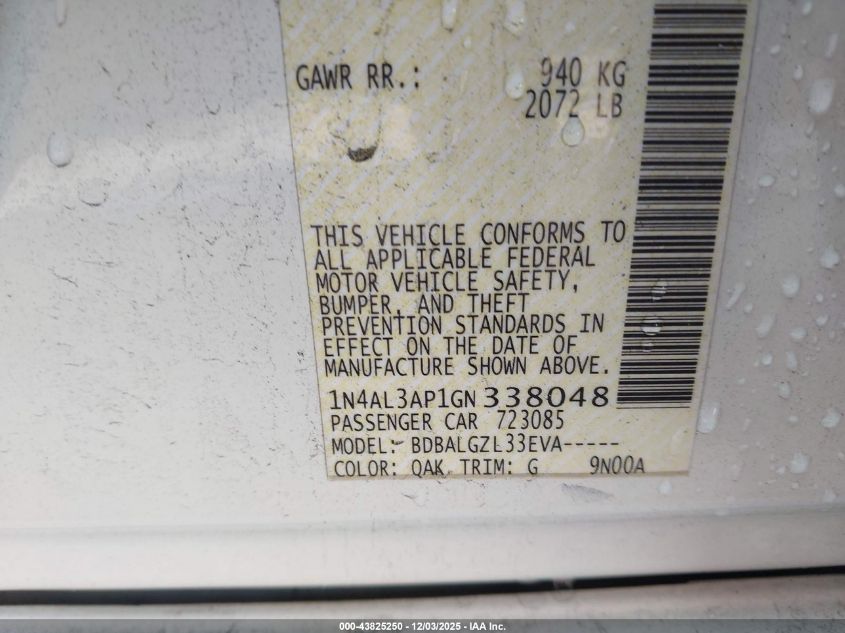 GAWR RR.: 940 KG
2072 LB
THIS VEHICLE CONFORMS TO
ALL APPLICABLE FEDERAL
MOTOR VEHICLE SAFETY,
BUMPER, AND THEFT
PREVENTION STANDARDS IN
EFFECT ON THE DATE OF
MANUFACTURE SHOWN ABOVE.
1N4AL3AP1GN338048
PASSENGER CAR 723085
MODEL: BDBALGZL33EVA-----
COLOR: QAK TRIM: G 9N00A
000-43825250 - 12/03/2025 - IAA Inc.